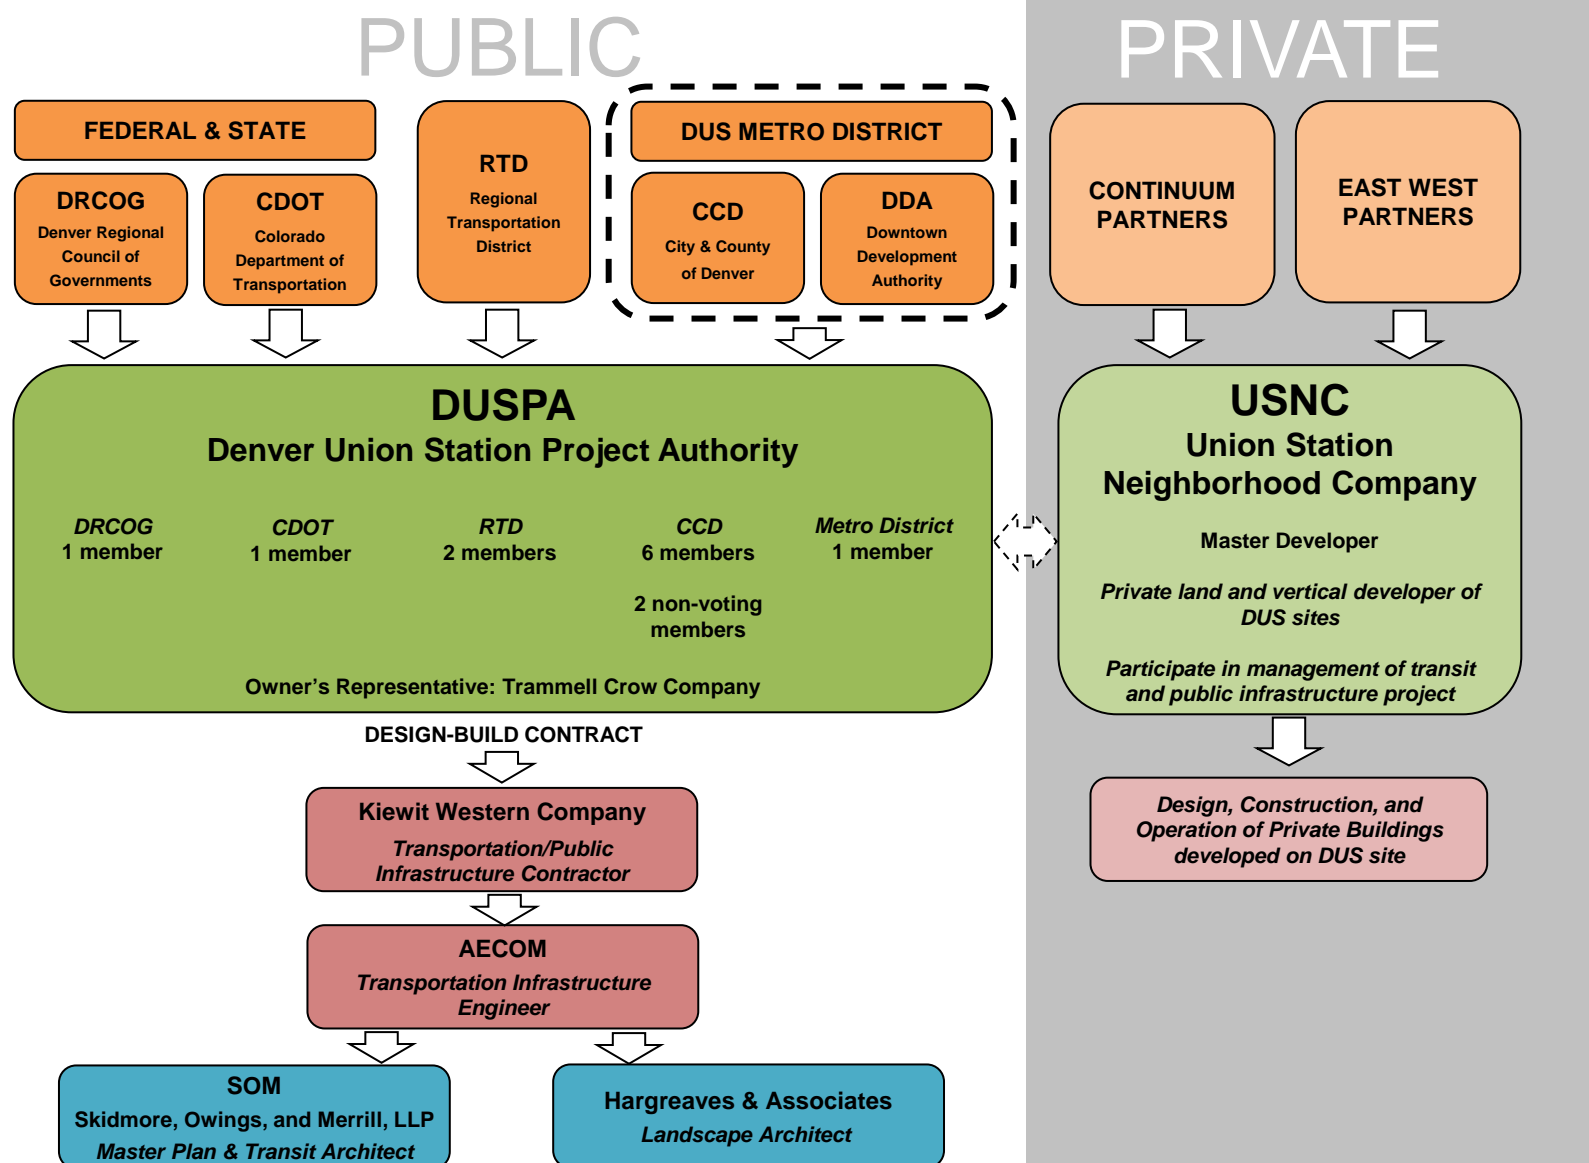 PUBLIC
PRIVATE
FEDERAL & STATE
DRCOG
Denver Regional
Council of
Governments
CDOT
Colorado
Department of
Transportation
RTD
Regional
Transportation
District
DUS METRO DISTRICT
CCD
City & County
of Denver
DDA
Downtown
Development
Authority
CONTINUUM
PARTNERS
EAST WEST
PARTNERS
DUSPA
Denver Union Station Project Authority
DRCOG
1 member
CDOT
1 member
RTD
2 members
CCD
6 members
2 non-voting
members
Metro District
1 member
Owner's Representative: Trammell Crow Company
USNC
Union Station
Neighborhood Company
Master Developer
Private land and vertical developer of
DUS sites
Participate in management of transit
and public infrastructure project
DESIGN-BUILD CONTRACT
Kiewit Western Company
Transportation/Public
Infrastructure Contractor
Design, Construction, and
Operation of Private Buildings
developed on DUS site
AECOM
Transportation Infrastructure
Engineer
SOM
Skidmore, Owings, and Merrill, LLP
Master Plan & Transit Architect
Hargreaves & Associates
Landscape Architect